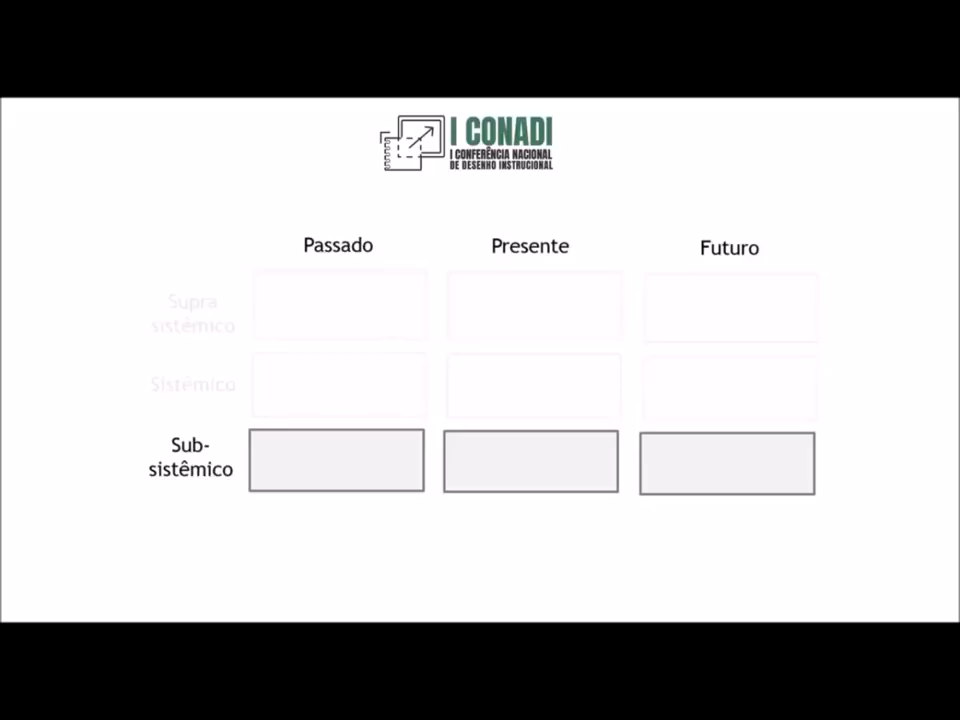 I CONADI
I CONFERÊNCIA NACIONAL
DE DESENHO INSTRUCIONAL
Passado Presente Futuro
Supra
sistêmico
Sistêmico
Sub-
sistêmico